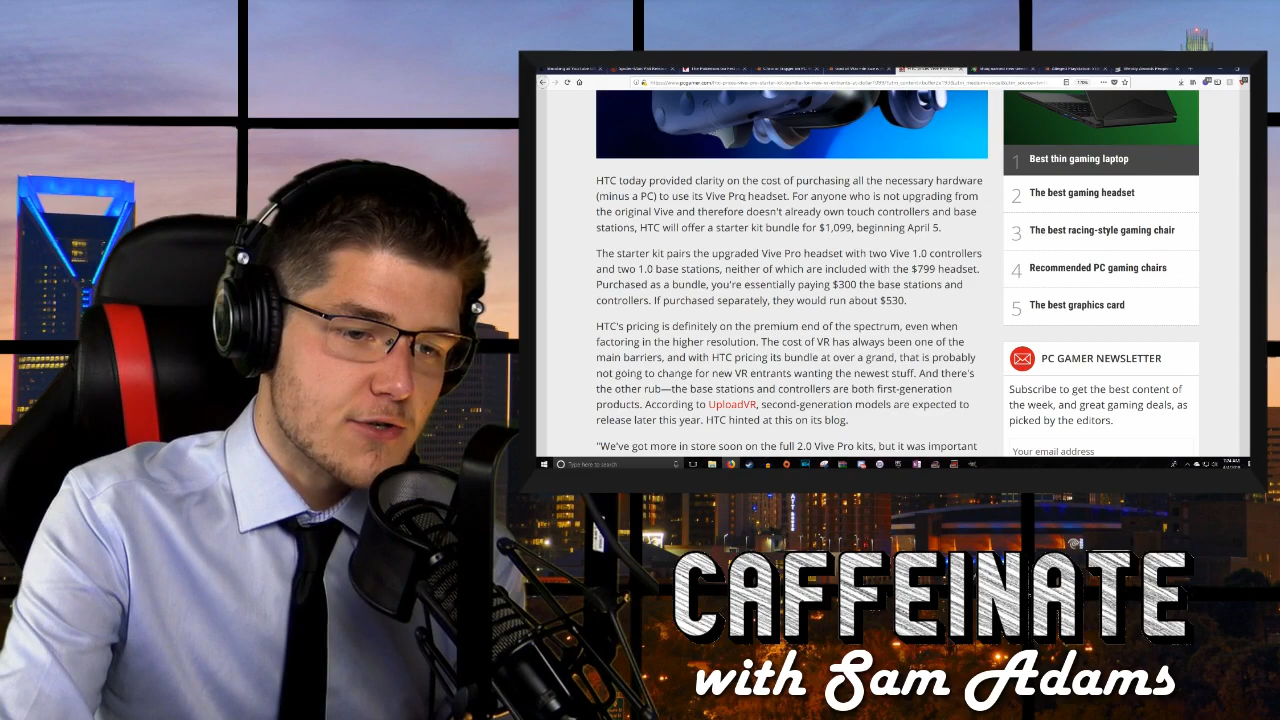 HTC today provided clarity on the cost of purchasing all the necessary hardware
(minus a PC) to use its Vive Pro headset. For anyone who is not upgrading from
the original Vive and therefore doesn't already own touch controllers and base
stations, HTC will offer a starter kit bundle for $1,099, beginning April 5.
The starter kit pairs the upgraded Vive Pro headset with two Vive 1.0 controllers
and two 1.0 base stations, neither of which are included with the $799 headset.
Purchased as a bundle, you're essentially paying $300 the base stations and
controllers. If purchased separately, they would run about $530.
HTC's pricing is definitely on the premium end of the spectrum, even when
factoring in the higher resolution. The cost of VR has always been one of the
main barriers, and with HTC pricing its bundle at over a grand, that is probably
not going to change for new VR entrants wanting the newest stuff. And there's
the other rub—the base stations and controllers are both first-generation
products. According to UploadVR, second-generation models are expected to
release later this year. HTC hinted at this on its blog.
"We've got more in store soon on the full 2.0 Vive Pro kits, but it was important
1 Best thin gaming laptop
2 The best gaming headset
3 The best racing-style gaming chair
4 Recommended PC gaming chairs
5 The best graphics card
PC GAMER NEWSLETTER
Subscribe to get the best content of
the week, and great gaming deals, as
picked by the editors.
Your email address
Type here to search
CAFFEINATE
with Sam Adams